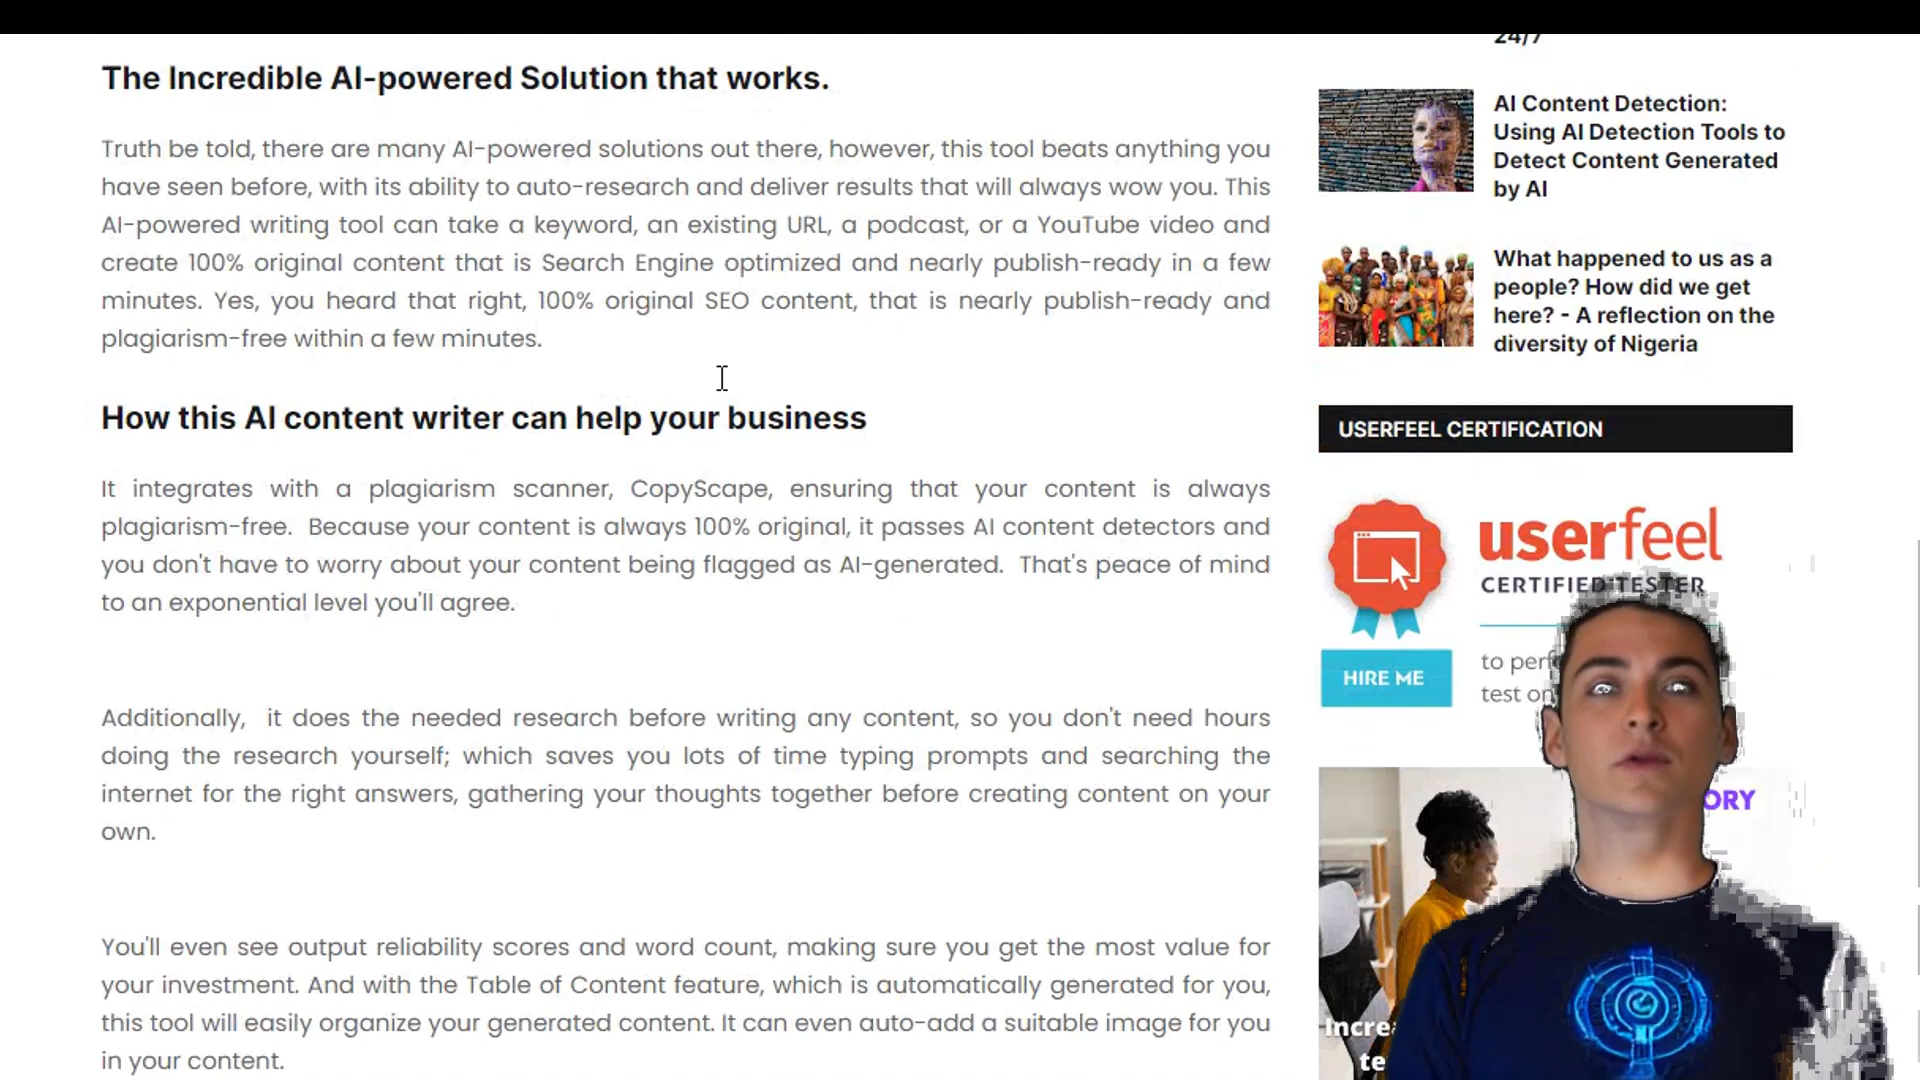 The Incredible AI-powered Solution that works.
Truth be told, there are many AI-powered solutions out there, however, this tool beats anything you
have seen before, with its ability to auto-research and deliver results that will always wow you. This
AI-powered writing tool can take a keyword, an existing URL, a podcast, or a YouTube video and
create 100% original content that is Search Engine optimized and nearly publish-ready in a few
minutes. Yes, you heard that right, 100% original SEO content, that is nearly publish-ready and
plagiarism-free within a few minutes.
How this AI content writer can help your business
It integrates with a plagiarism scanner, CopyScape, ensuring that your content is always
plagiarism-free.  Because your content is always 100% original, it passes AI content detectors and
you don't have to worry about your content being flagged as AI-generated.  That's peace of mind
to an exponential level you'll agree.
Additionally,  it does the needed research before writing any content, so you don't need hours
doing the research yourself; which saves you lots of time typing prompts and searching the
internet for the right answers, gathering your thoughts together before creating content on your
own.
You'll even see output reliability scores and word count, making sure you get the most value for
your investment. And with the Table of Content feature, which is automatically generated for you,
this tool will easily organize your generated content. It can even auto-add a suitable image for you
in your content.
24/7
AI Content Detection:
Using AI Detection Tools to
Detect Content Generated
by AI
What happened to us as a
people? How did we get
here? - A reflection on the
diversity of Nigeria
USERFEEL CERTIFICATION
userfeel
CERTIFIED TESTER
HIRE ME
to
test